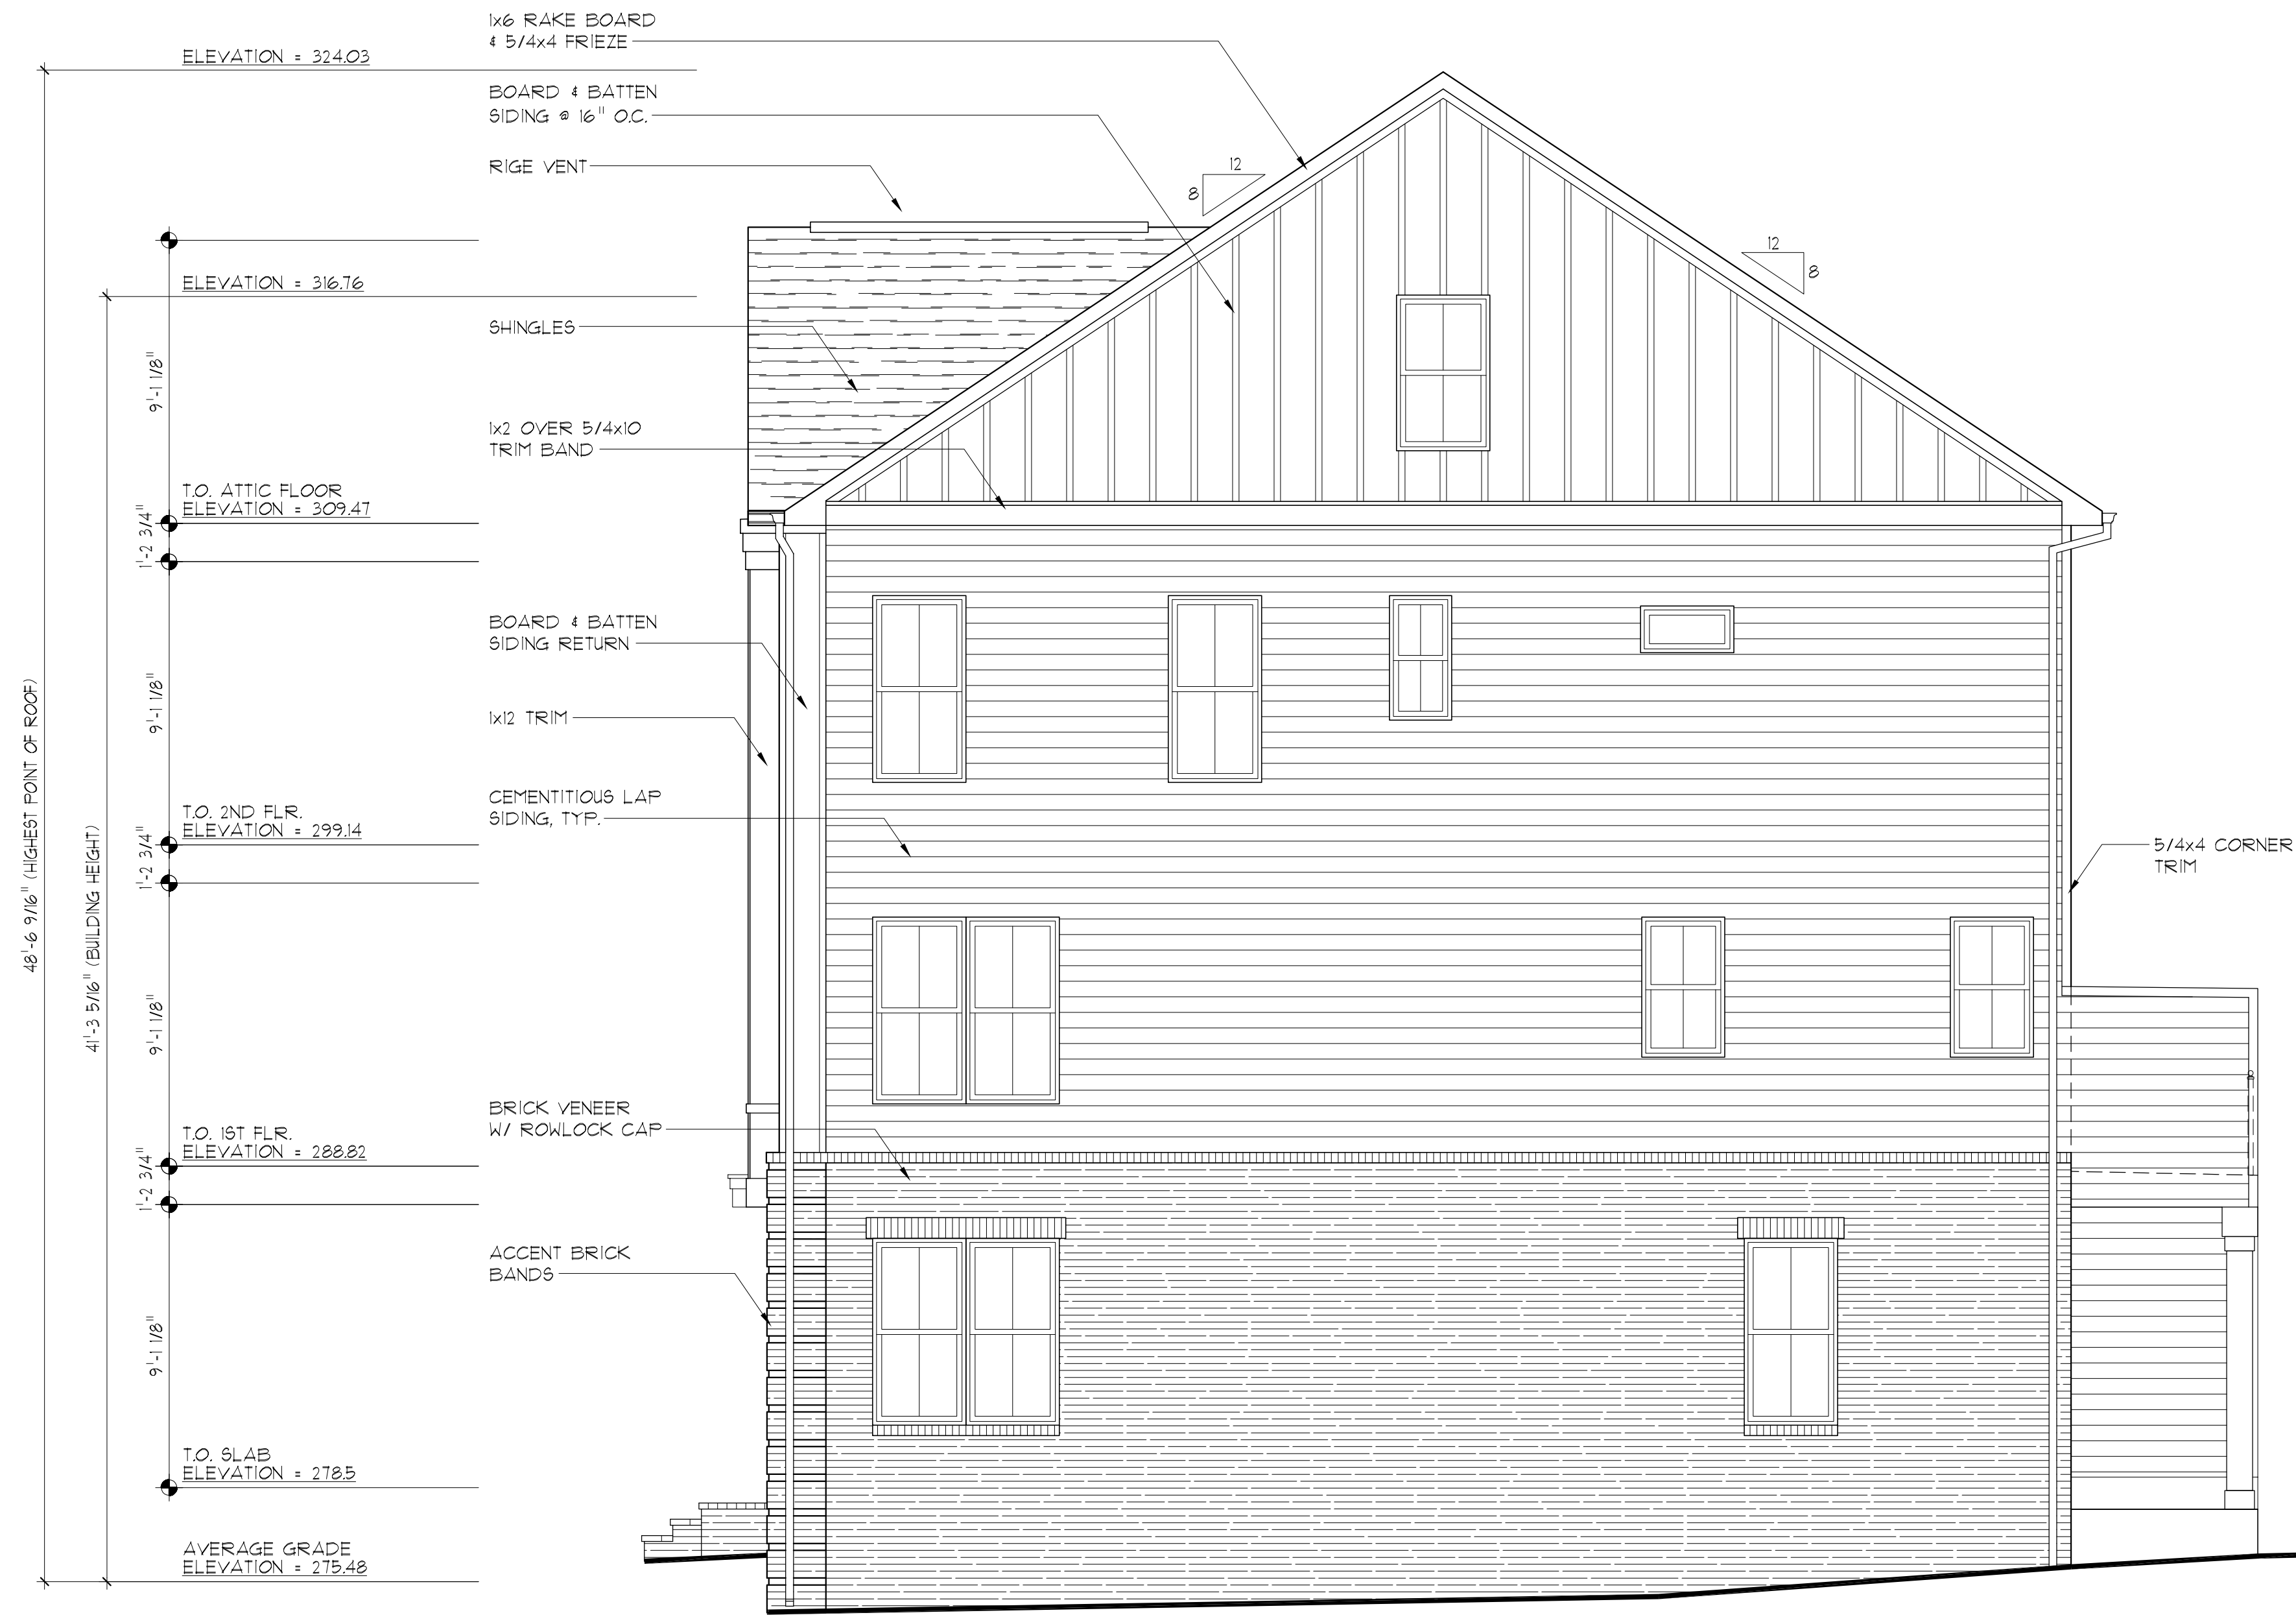 1x6 RAKE BOARD
& 5/4x4 FRIEZE
ELEVATION = 324.03
BOARD & BATTEN
SIDING @ 16" O.C.
RIGE VENT
12
8
12
8
ELEVATION = 316.76
SHINGLES
9'-1 1/8"
1x2 OVER 5/4x10
TRIM BAND
T.O. ATTIC FLOOR
ELEVATION = 309.47
1'-2 3/4"
BOARD & BATTEN
SIDING RETURN
9'-1 1/8"
1x12 TRIM
48'-6 9/16" (HIGHEST POINT OF ROOF)
41'-3 5/16" (BUILDING HEIGHT)
CEMENTITIOUS LAP
SIDING, TYP.
T.O. 2ND FLR.
ELEVATION = 299.14
1'-2 3/4"
5/4x4 CORNER
TRIM
9'-1 1/8"
BRICK VENEER
W/ ROWLOCK CAP
T.O. 1ST FLR.
ELEVATION = 288.82
1'-2 3/4"
ACCENT BRICK
BANDS
9'-1 1/8"
T.O. SLAB
ELEVATION = 278.5
AVERAGE GRADE
ELEVATION = 275.48